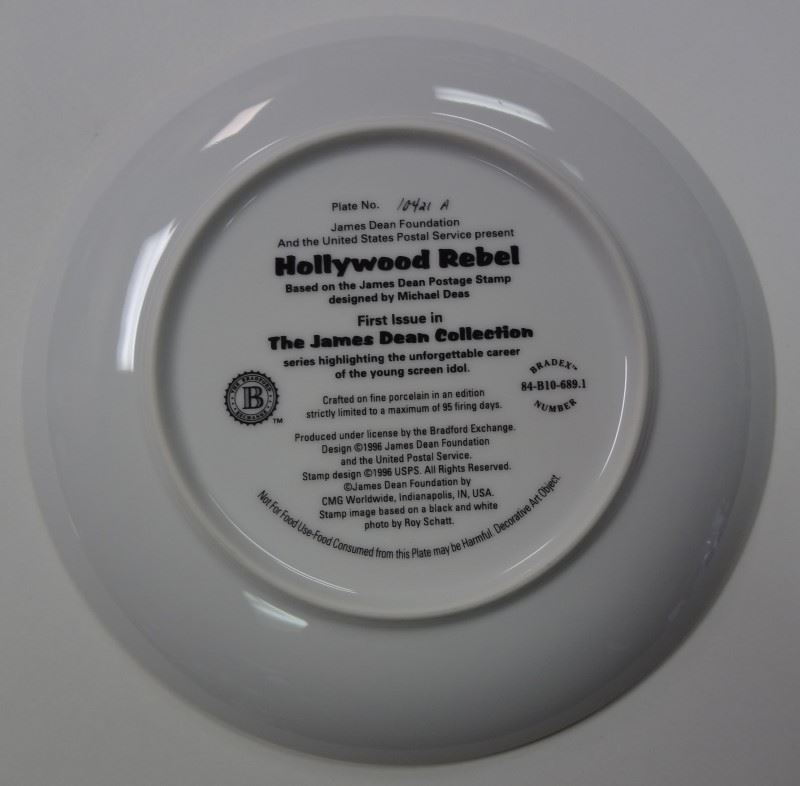 Plate No. 10421 A
James Dean Foundation
And the United States Postal Service present
Hollywood Rebel
Based on the James Dean Postage Stamp
designed by Michael Deas
First Issue in
The James Dean Collection
series highlighting the unforgettable career
of the young screen idol.
THE BRADFORD EXCHANGE
B
TM
BRADEX™
84-B10-689.1
NUMBER
Crafted on fine porcelain in an edition
strictly limited to a maximum of 95 firing days.
Produced under license by the Bradford Exchange.
Design ©1996 James Dean Foundation
and the United Postal Service.
Stamp design ©1996 USPS. All Rights Reserved.
©James Dean Foundation by
CMG Worldwide, Indianapolis, IN, USA.
Stamp image based on a black and white
photo by Roy Schatt.
Not For Food Use-Food Consumed from this Plate may be Harmful. Decorative Art Object.